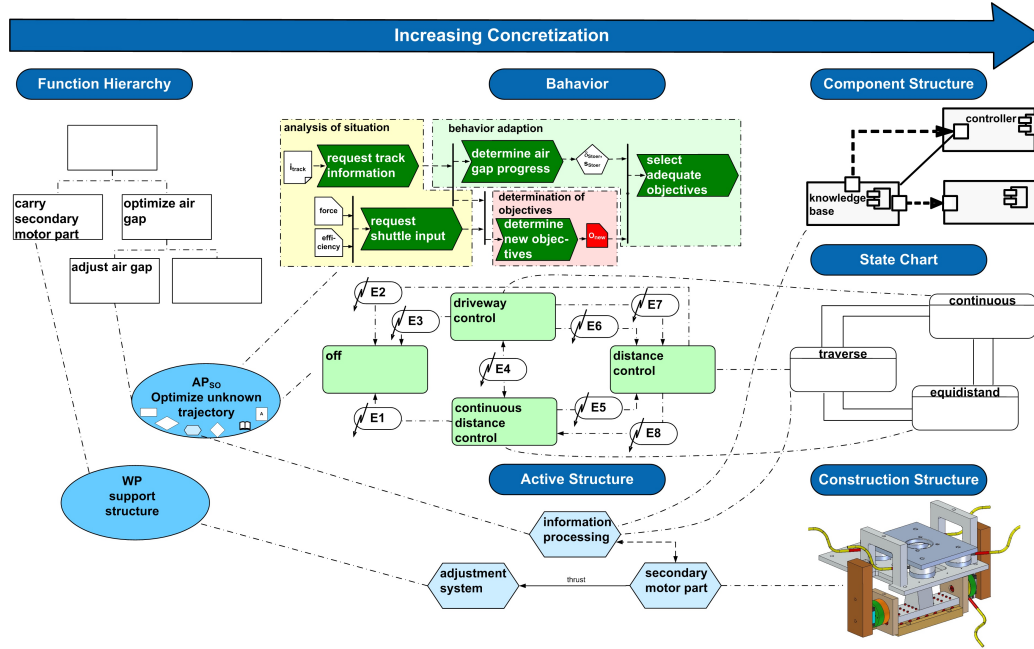 Increasing Concretization
Function Hierarchy
Bahavior
Component Structure
analysis of situation
behavior adaption
controller
i track
request track
information
determine air
gap progress
select
adequate
objectives
force
effi-
ciency
request
shuttle input
determination of
objectives
determine
new objec-
tives
O new
knowledge
base
carry
secondary
motor part
optimize air
gap
adjust air gap
State Chart
E2
E3
driveway
control
E7
E6
continuous
off
E4
distance
control
traverse
E1
continuous
distance
control
E5
E8
equidistand
AP SO
Optimize unknown
trajectory
A
WP
support
structure
Active Structure
Construction Structure
information
processing
adjustment
system
thrust
secondary
motor part